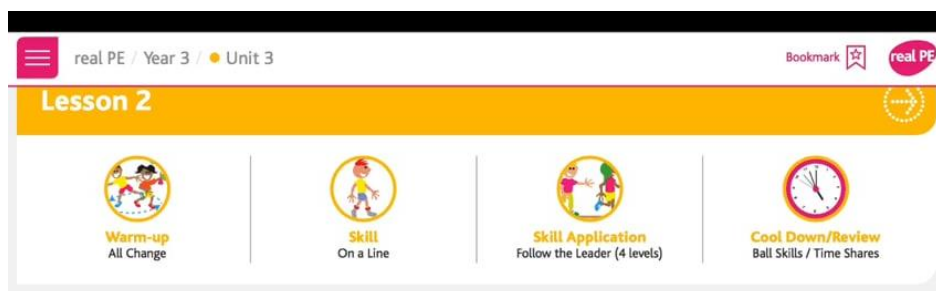 real PE / Year 3 / Unit 3
Bookmark
real PE
Lesson 2
Warm-up
All Change
Skill
On a Line
Skill Application
Follow the Leader (4 levels)
Cool Down/Review
Ball Skills / Time Shares